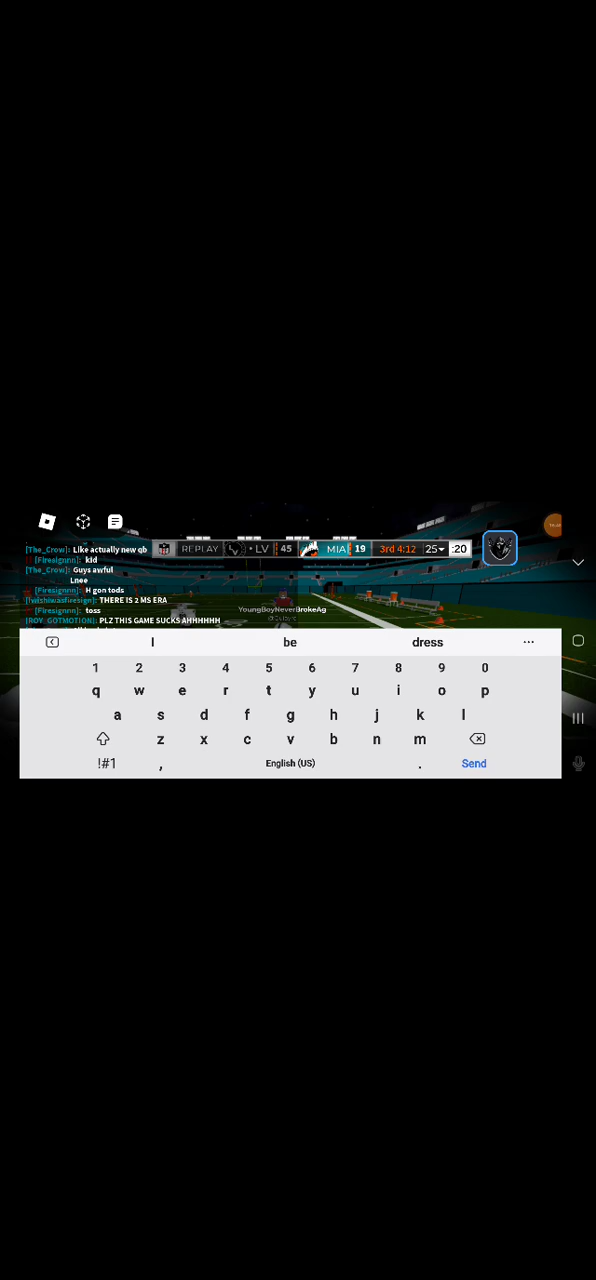 [The_Crow]: Like actually new qb
[Firesignnn]: kid
[The_Crow]: Guys awful
Lnee
[Firesignnn]: H gon tods
[Iwishiwasfiresign]: THERE IS 2 MS ERA
[Firesignnn]: toss
[ROY_GOTMOTION]: PLZ THIS GAME SUCKS AHHHHHH
REPLAY LV 45 MIA 19 3rd 4:12 25 :20
YoungBoyNeverBrokeAg
I be dress ...
1 2 3 4 5 6 7 8 9 0
q w e r t y u i o p
a s d f g h j k l
z x c v b n m
!#1 , English (US) . Send